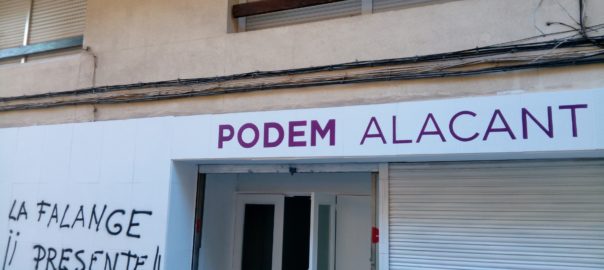 PODEM ALACANT
LA FALANGE
¡¡ PRESENTE!!